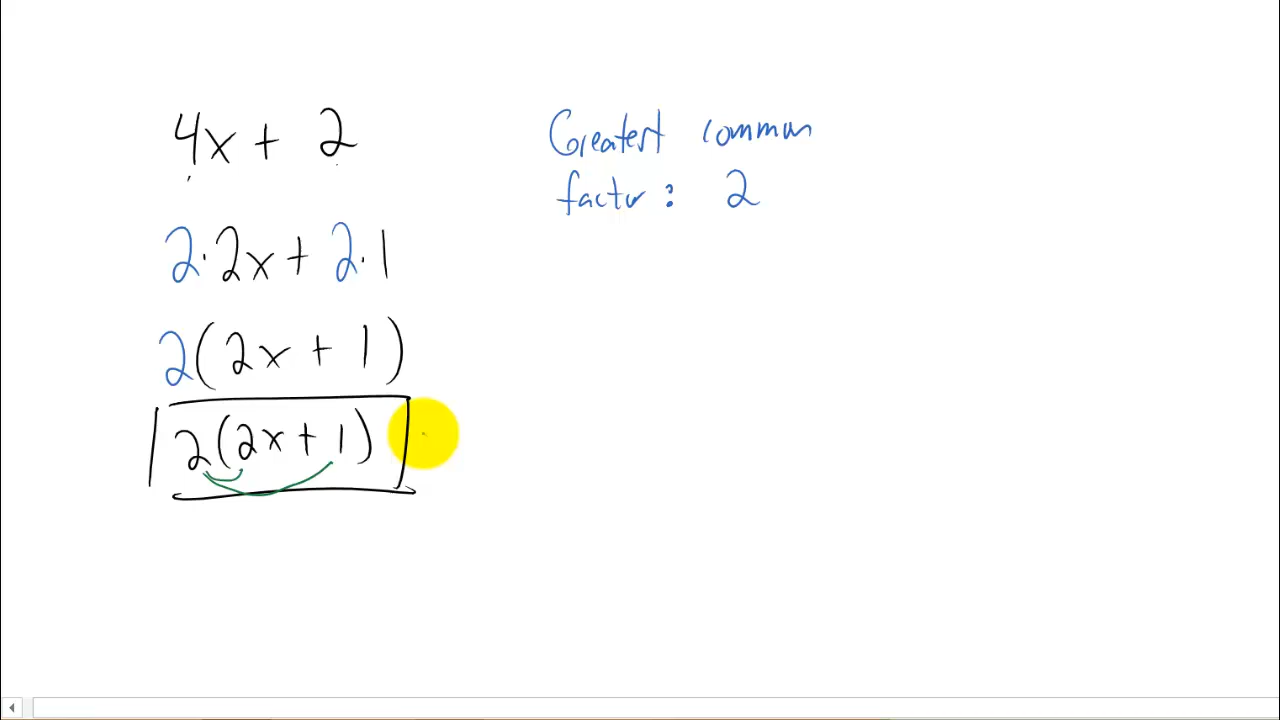 4x + 2
Greatest common
factor : 2
2·2x + 2·1
2(2x + 1)
2(2x + 1)